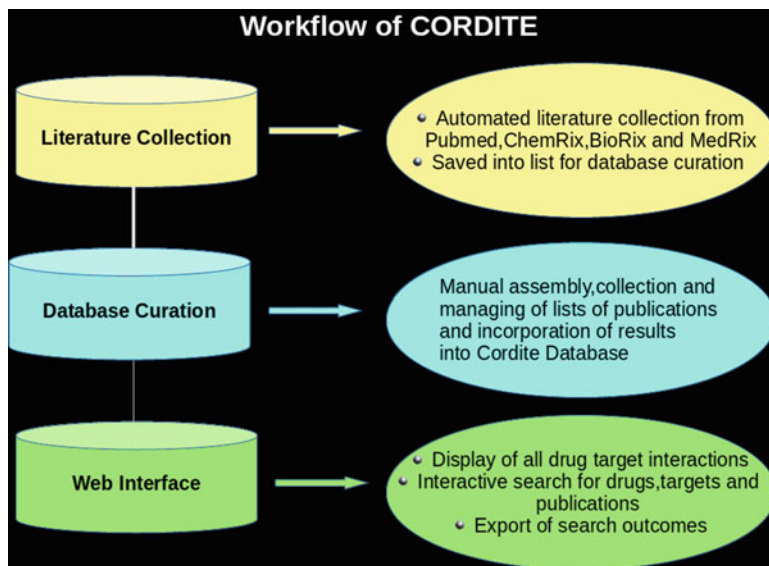 Workflow of CORDITE
Literature Collection
Automated literature collection from
Pubmed,ChemRix,BioRix and MedRix
Saved into list for database curation
Database Curation
Manual assembly,collection and
managing of lists of publications
and incorporation of results
into Cordite Database
Web Interface
Display of all drug target interactions
Interactive search for drugs,targets and
publications
Export of search outcomes